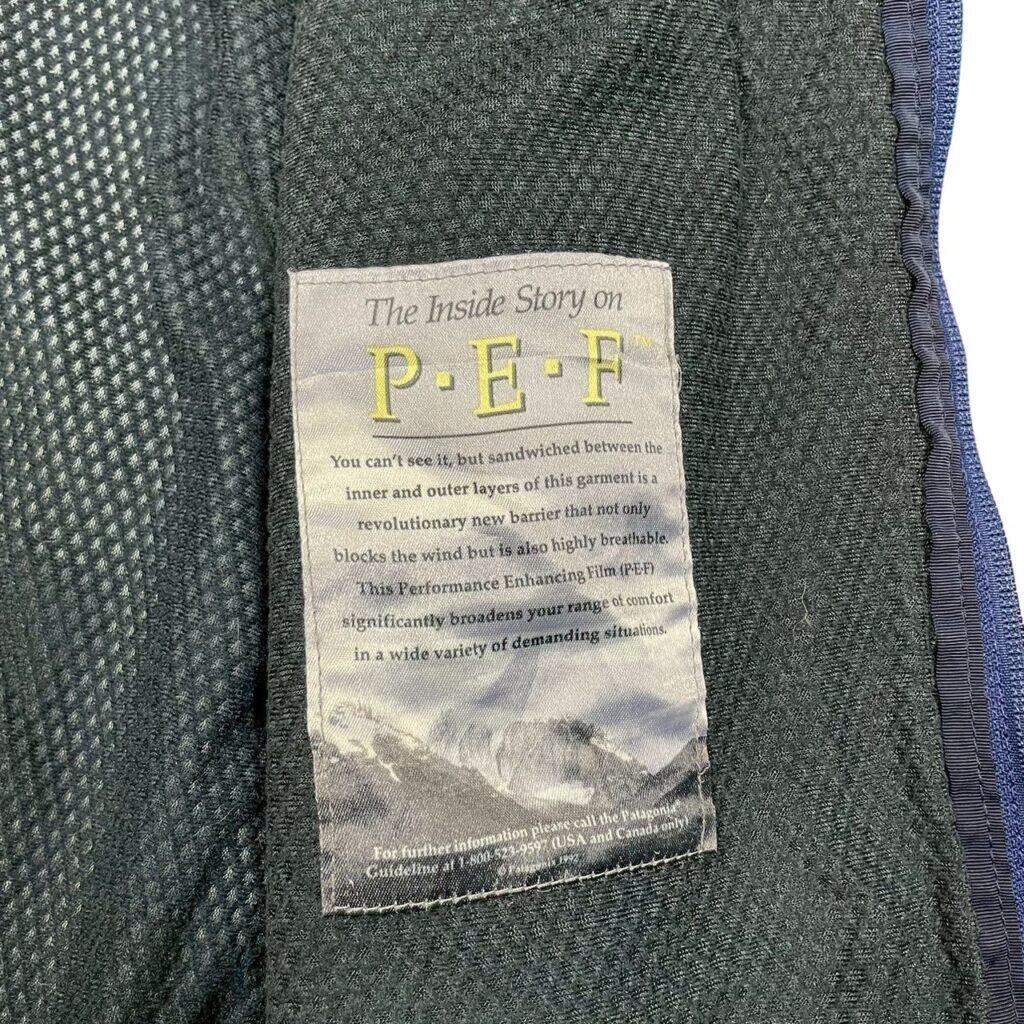 The Inside Story on
P·E·F™
You can't see it, but sandwiched between the
inner and outer layers of this garment is a
revolutionary new barrier that not only
blocks the wind but is also highly breathable.
This Performance Enhancing Film (P·E·F)
significantly broadens your range of comfort
in a wide variety of demanding situations.
For further information please call the Patagonia®
Guideline at 1-800-523-9597 (USA and Canada only)
© Patagonia